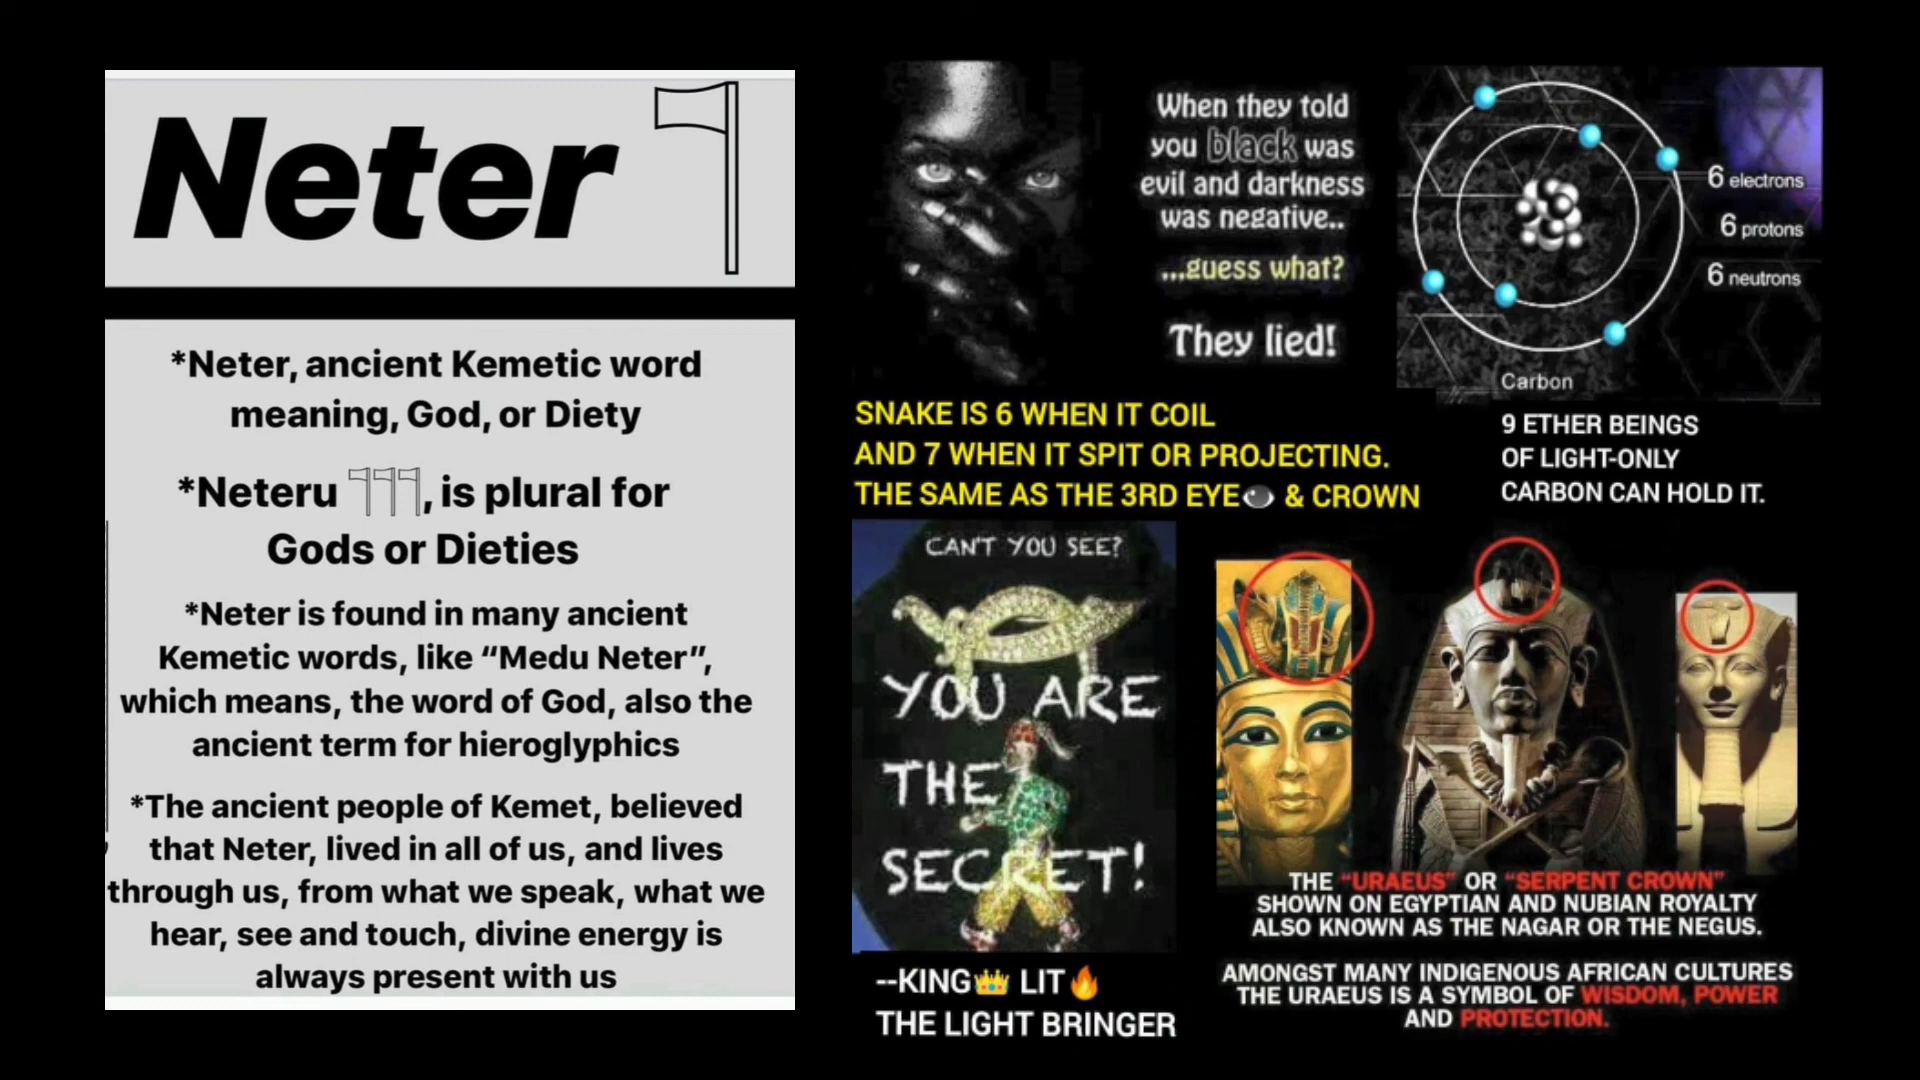 Neter
*Neter, ancient Kemetic word
meaning, God, or Diety
*Neteru 𓊹𓊹𓊹, is plural for
Gods or Dieties
*Neter is found in many ancient
Kemetic words, like “Medu Neter”,
which means, the word of God, also the
ancient term for hieroglyphics
*The ancient people of Kemet, believed
that Neter, lived in all of us, and lives
through us, from what we speak, what we
hear, see and touch, divine energy is
always present with us
When they told
you black was
evil and darkness
was negative..
...guess what?
They lied!
6 electrons
6 protons
6 neutrons
Carbon
SNAKE IS 6 WHEN IT COIL
AND 7 WHEN IT SPIT OR PROJECTING.
THE SAME AS THE 3RD EYE👁 & CROWN
9 ETHER BEINGS
OF LIGHT-ONLY
CARBON CAN HOLD IT.
CAN'T YOU SEE?
YOU ARE
THE
SECRET!
--KING👑 LIT🔥
THE LIGHT BRINGER
THE “URAEUS” OR “SERPENT CROWN”
SHOWN ON EGYPTIAN AND NUBIAN ROYALTY
ALSO KNOWN AS THE NAGAR OR THE NEGUS.
AMONGST MANY INDIGENOUS AFRICAN CULTURES
THE URAEUS IS A SYMBOL OF WISDOM, POWER
AND PROTECTION.